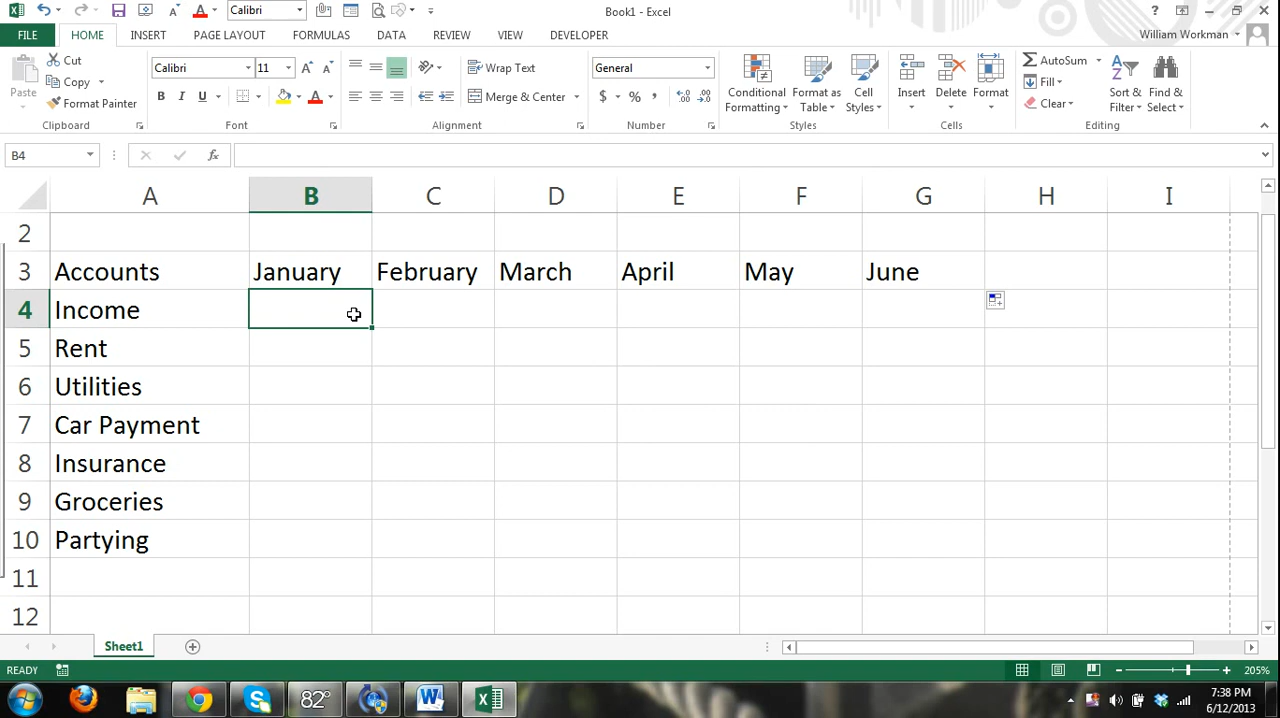 Calibri
Book1 - Excel
?
FILE HOME INSERT PAGE LAYOUT FORMULAS DATA REVIEW VIEW DEVELOPER
William Workman
Paste
Cut
Copy
Format Painter
Clipboard
Calibri 11
B I U
Font
Wrap Text
Merge & Center
Alignment
General
$ % ,
Number
Conditional Formatting
Format as Table
Cell Styles
Styles
Insert Delete Format
Cells
AutoSum
Fill
Clear
Sort & Filter
Find & Select
Editing
B4 fx
A B C D E F G H I
2
3 Accounts January February March April May June
4 Income
5 Rent
6 Utilities
7 Car Payment
8 Insurance
9 Groceries
10 Partying
11
12
Sheet1
READY 205%
82°
7:38 PM
6/12/2013